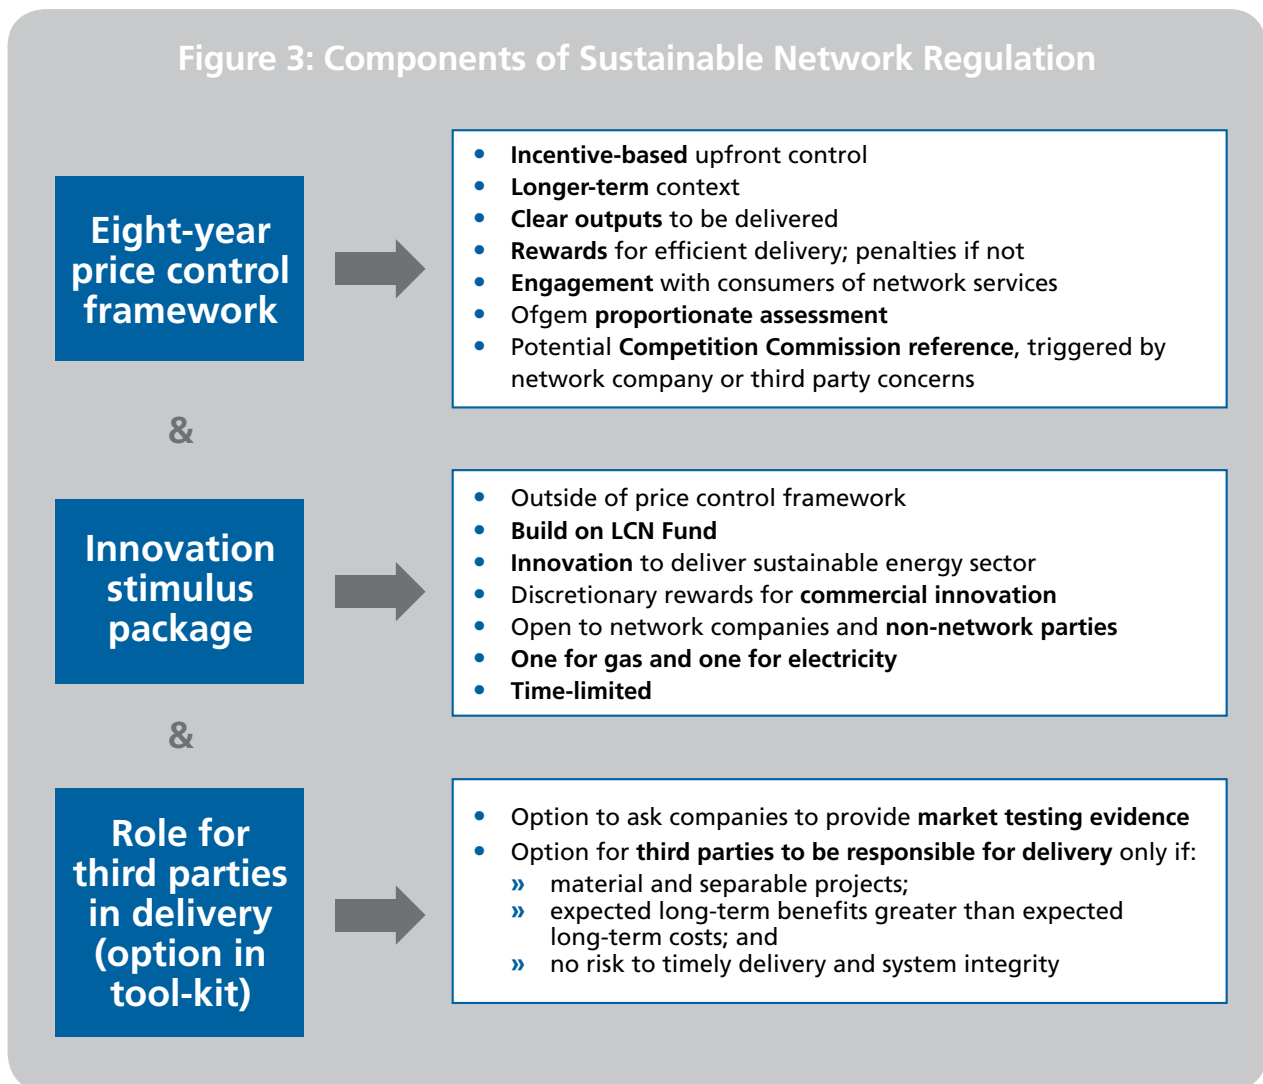 Figure 3: Components of Sustainable Network Regulation
Eight-year
price control
framework
• Incentive-based upfront control
• Longer-term context
• Clear outputs to be delivered
• Rewards for efficient delivery; penalties if not
• Engagement with consumers of network services
• Ofgem proportionate assessment
• Potential Competition Commission reference, triggered by
network company or third party concerns
&
Innovation
stimulus
package
• Outside of price control framework
• Build on LCN Fund
• Innovation to deliver sustainable energy sector
• Discretionary rewards for commercial innovation
• Open to network companies and non-network parties
• One for gas and one for electricity
• Time-limited
&
Role for
third parties
in delivery
(option in
tool-kit)
• Option to ask companies to provide market testing evidence
• Option for third parties to be responsible for delivery only if:
» material and separable projects;
» expected long-term benefits greater than expected
long-term costs; and
» no risk to timely delivery and system integrity